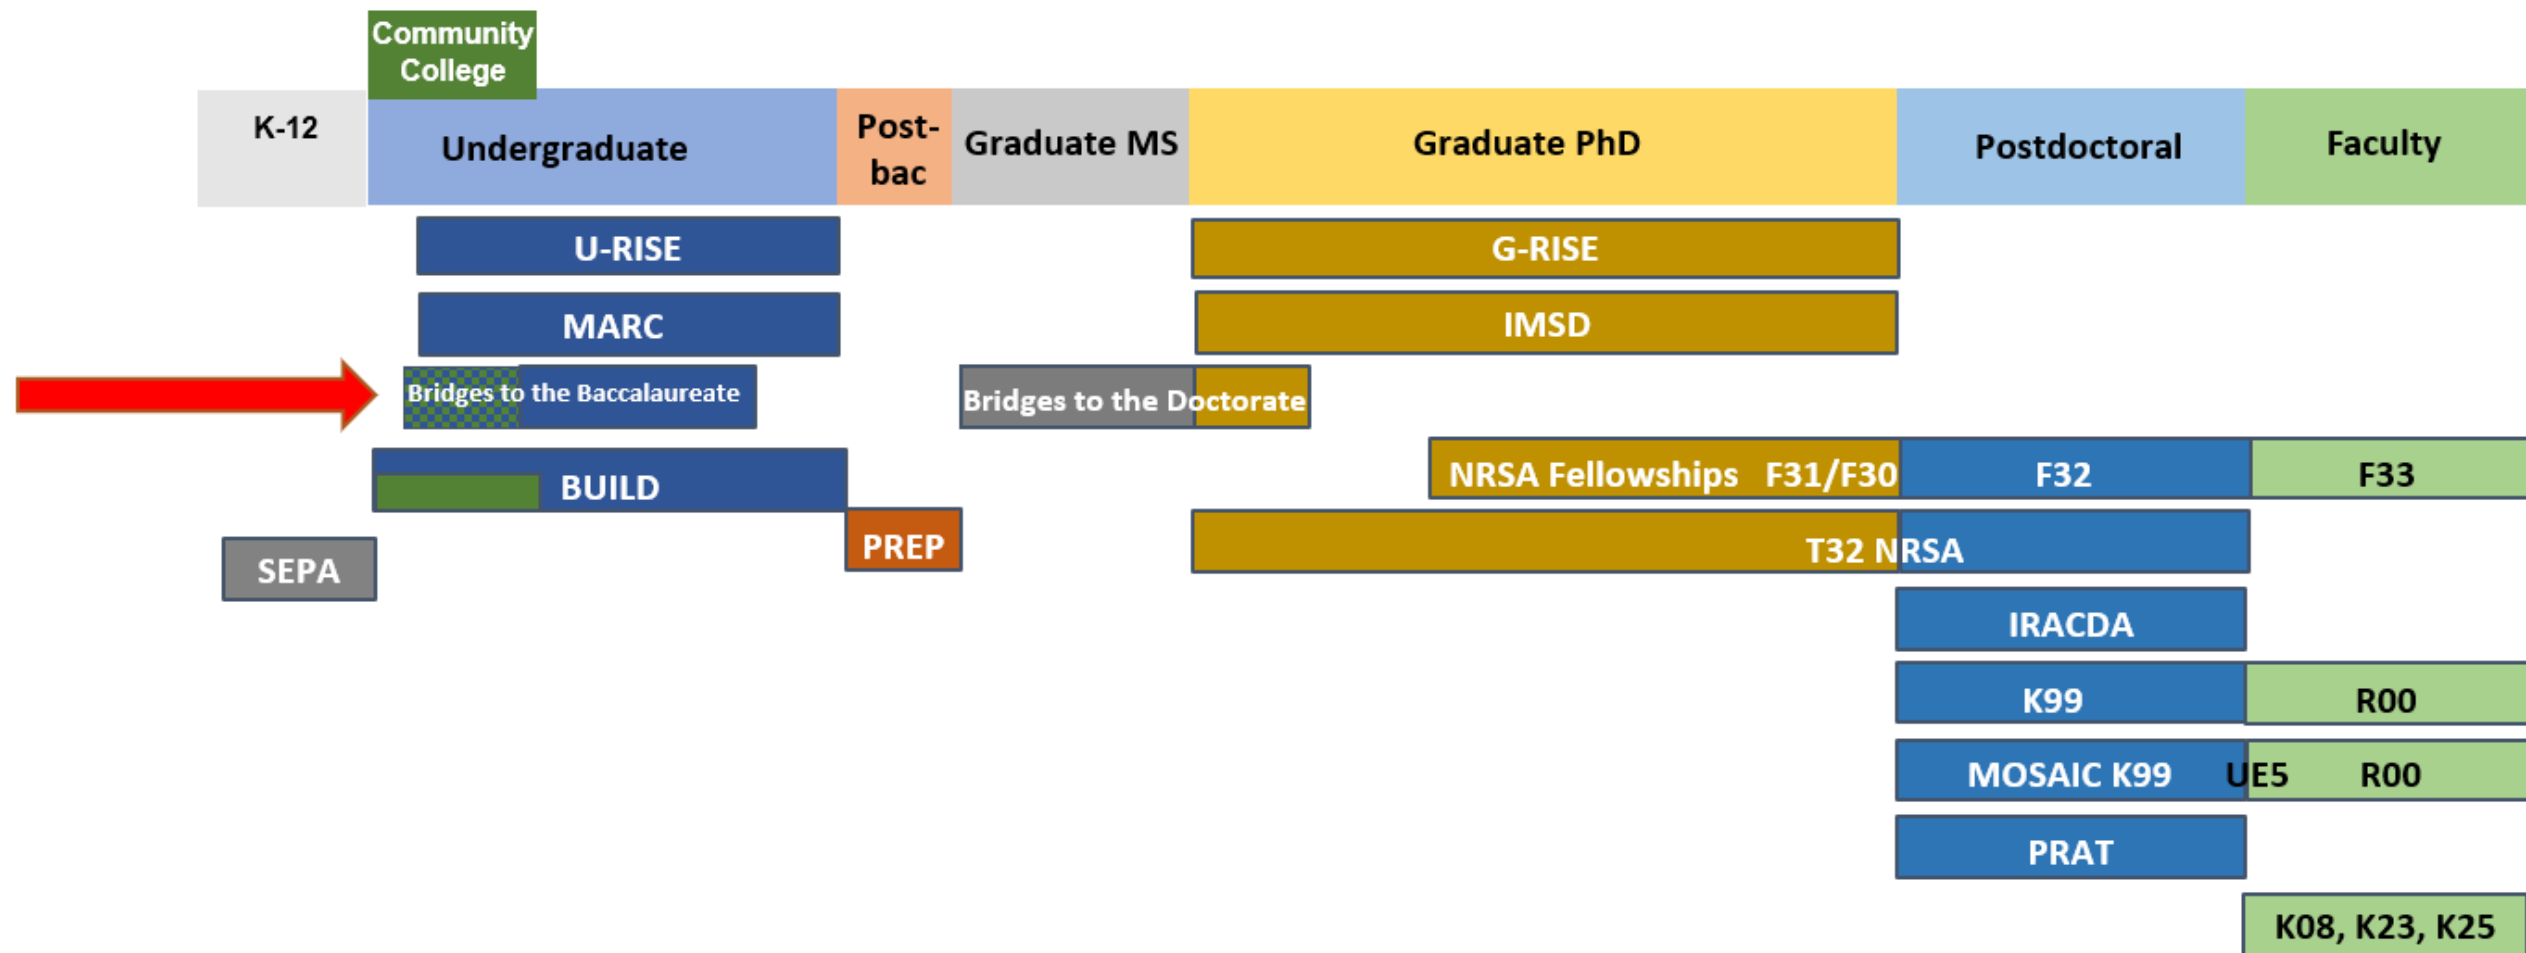 Community
College
K-12
Undergraduate
Post-
bac
Graduate MS
Graduate PhD
Postdoctoral
Faculty
U-RISE
G-RISE
MARC
IMSD
Bridges to the Baccalaureate
Bridges to the Doctorate
BUILD
NRSA Fellowships F31/F30
F32
F33
PREP
T32 NRSA
SEPA
IRACDA
K99
R00
MOSAIC K99
UE5
R00
PRAT
K08, K23, K25